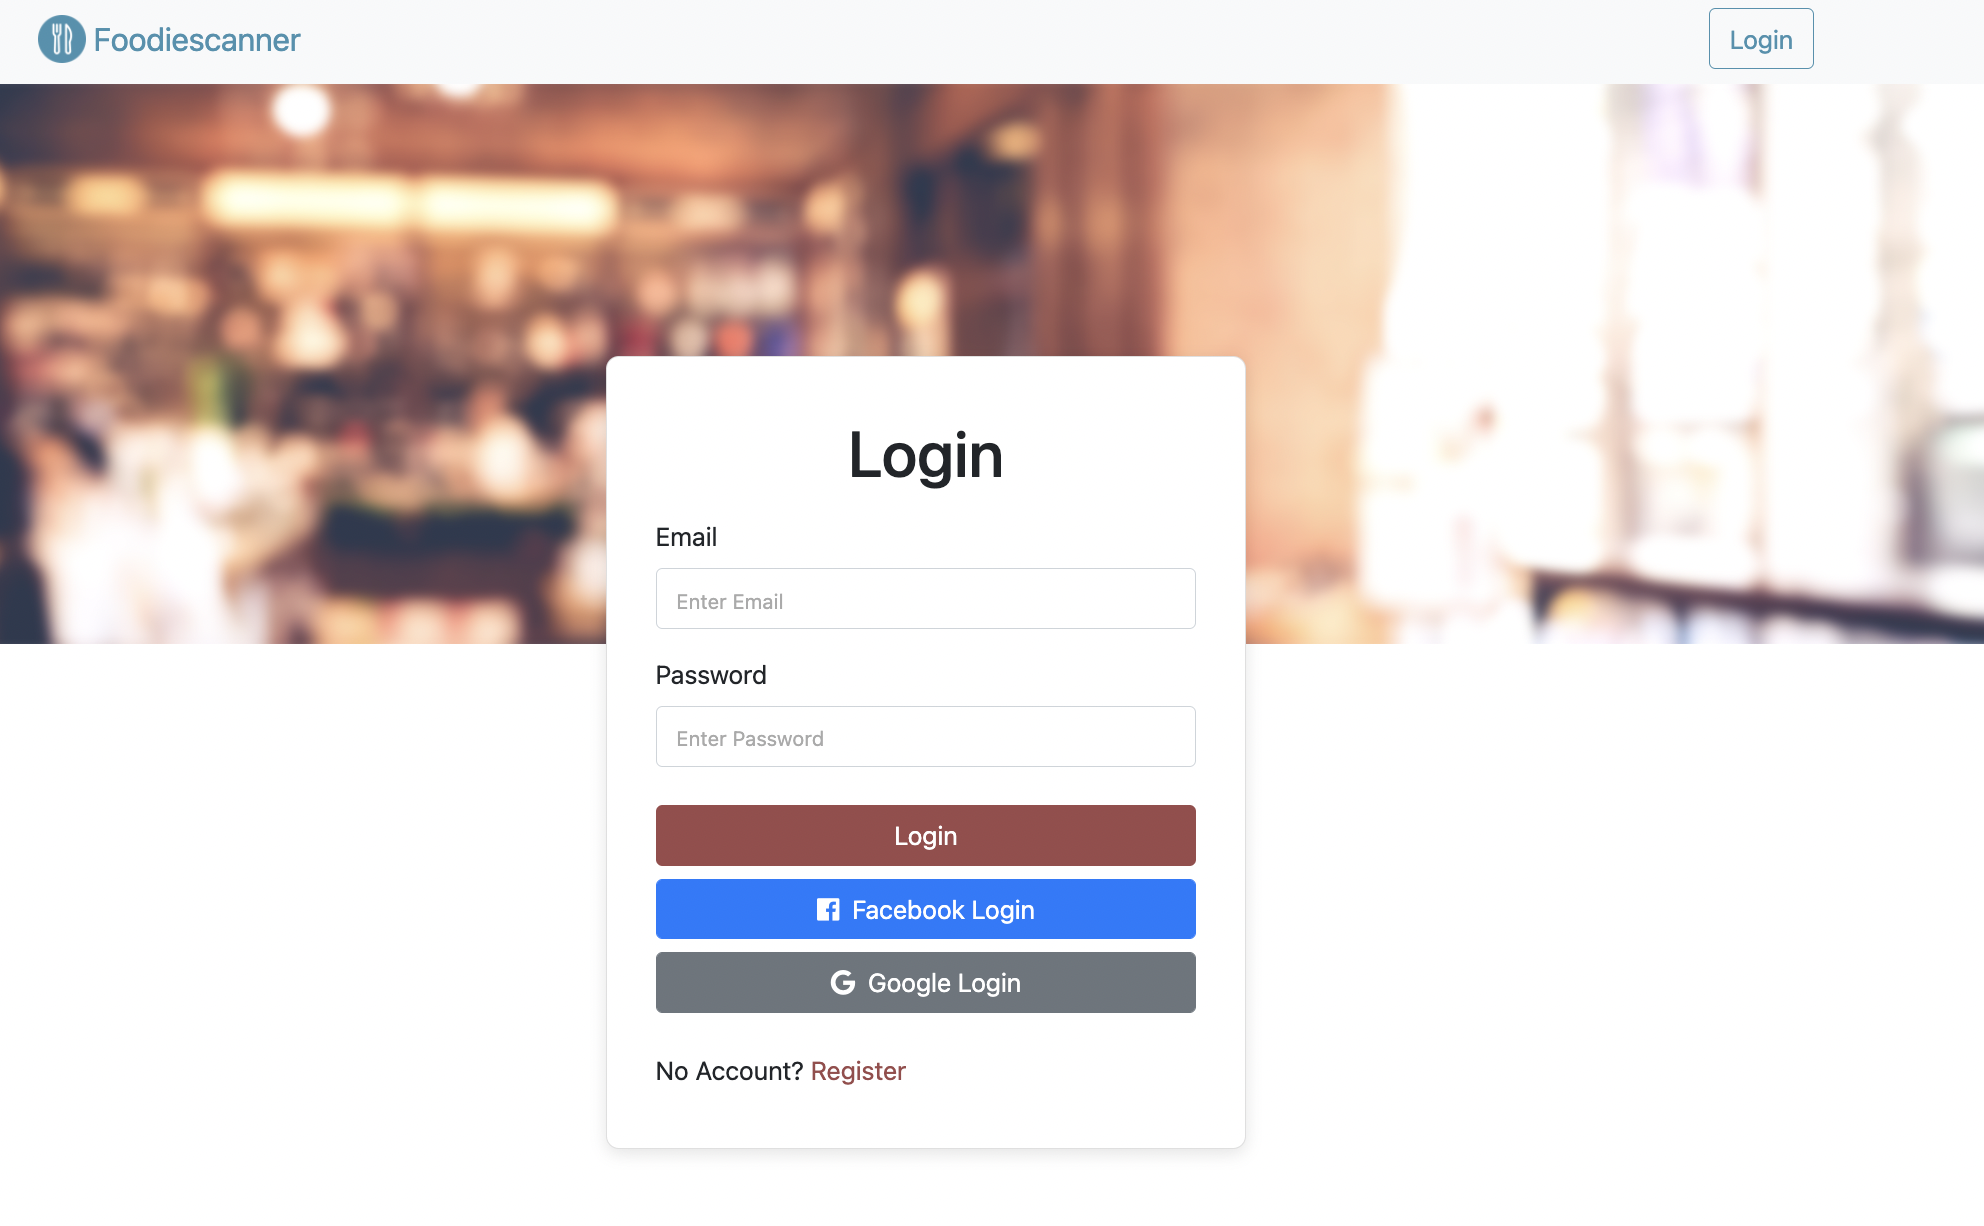 Foodiescanner
Login
Login
Email
Enter Email
Password
Enter Password
Login
Facebook Login
Google Login
No Account? Register